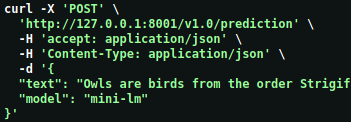 curl -X 'POST' \
'http://127.0.0.1:8001/v1.0/prediction' \
-H 'accept: application/json' \
-H 'Content-Type: application/json' \
-d '{
"text": "Owls are birds from the order Strigif
"model": "mini-lm"
}'